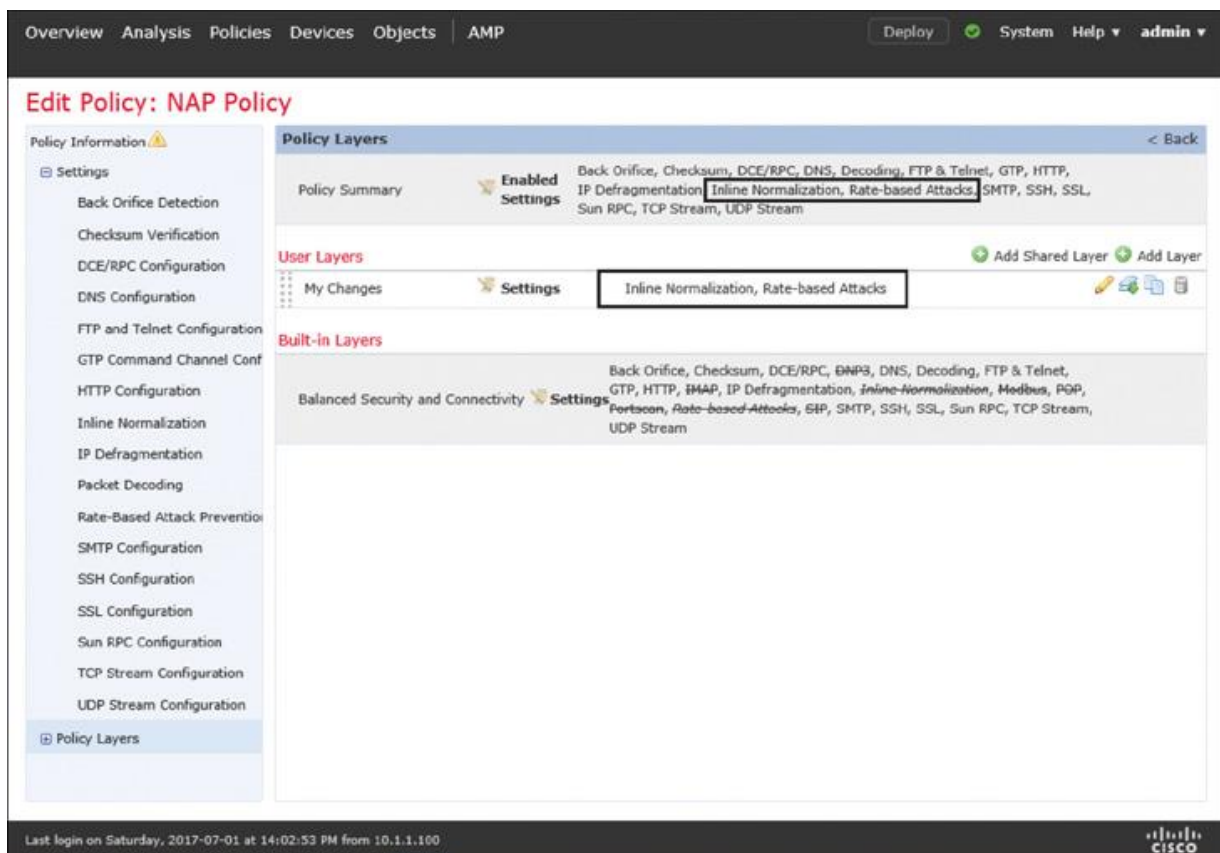 Overview Analysis Policies Devices Objects AMP Deploy System Help admin
Edit Policy: NAP Policy
Policy Information
Settings
Back Orifice Detection
Checksum Verification
DCE/RPC Configuration
DNS Configuration
FTP and Telnet Configuration
GTP Command Channel Conf
HTTP Configuration
Inline Normalization
IP Defragmentation
Packet Decoding
Rate-Based Attack Preventio
SMTP Configuration
SSH Configuration
SSL Configuration
Sun RPC Configuration
TCP Stream Configuration
UDP Stream Configuration
Policy Layers
Policy Layers < Back
Policy Summary
Enabled
Settings
Back Orifice, Checksum, DCE/RPC, DNS, Decoding, FTP & Telnet, GTP, HTTP,
IP Defragmentation, Inline Normalization, Rate-based Attacks, SMTP, SSH, SSL,
Sun RPC, TCP Stream, UDP Stream
User Layers Add Shared Layer Add Layer
My Changes Settings Inline Normalization, Rate-based Attacks
Built-in Layers
Balanced Security and Connectivity Settings
Back Orifice, Checksum, DCE/RPC, DNP3, DNS, Decoding, FTP & Telnet,
GTP, HTTP, IMAP, IP Defragmentation, Inline Normalization, Modbus, POP,
Portscan, Rate-based Attacks, SIP, SMTP, SSH, SSL, Sun RPC, TCP Stream,
UDP Stream
Last login on Saturday, 2017-07-01 at 14:02:53 PM from 10.1.1.100
CISCO